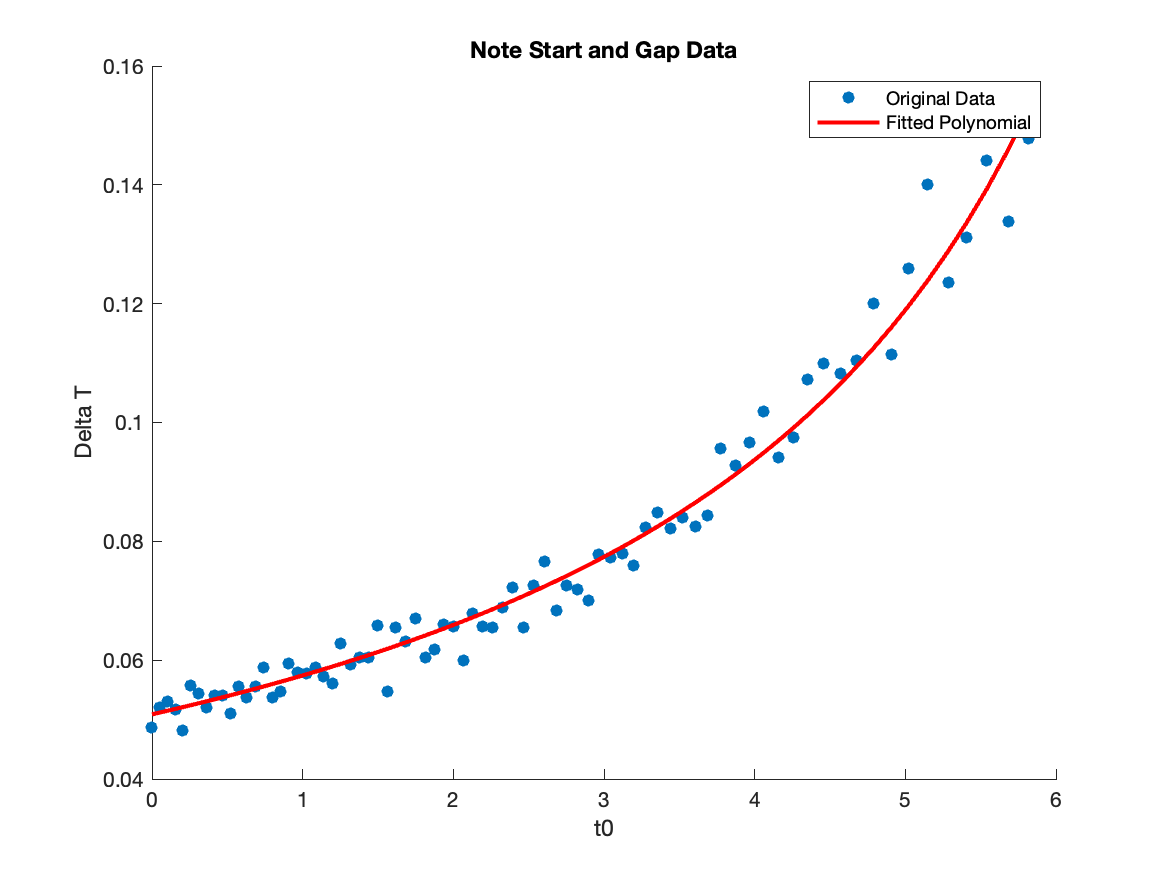 Note Start and Gap Data
0.16
0.14
0.12
0.1
0.08
0.06
0.04
Delta T
Original Data
Fitted Polynomial
0 1 2 3 4 5 6
t0